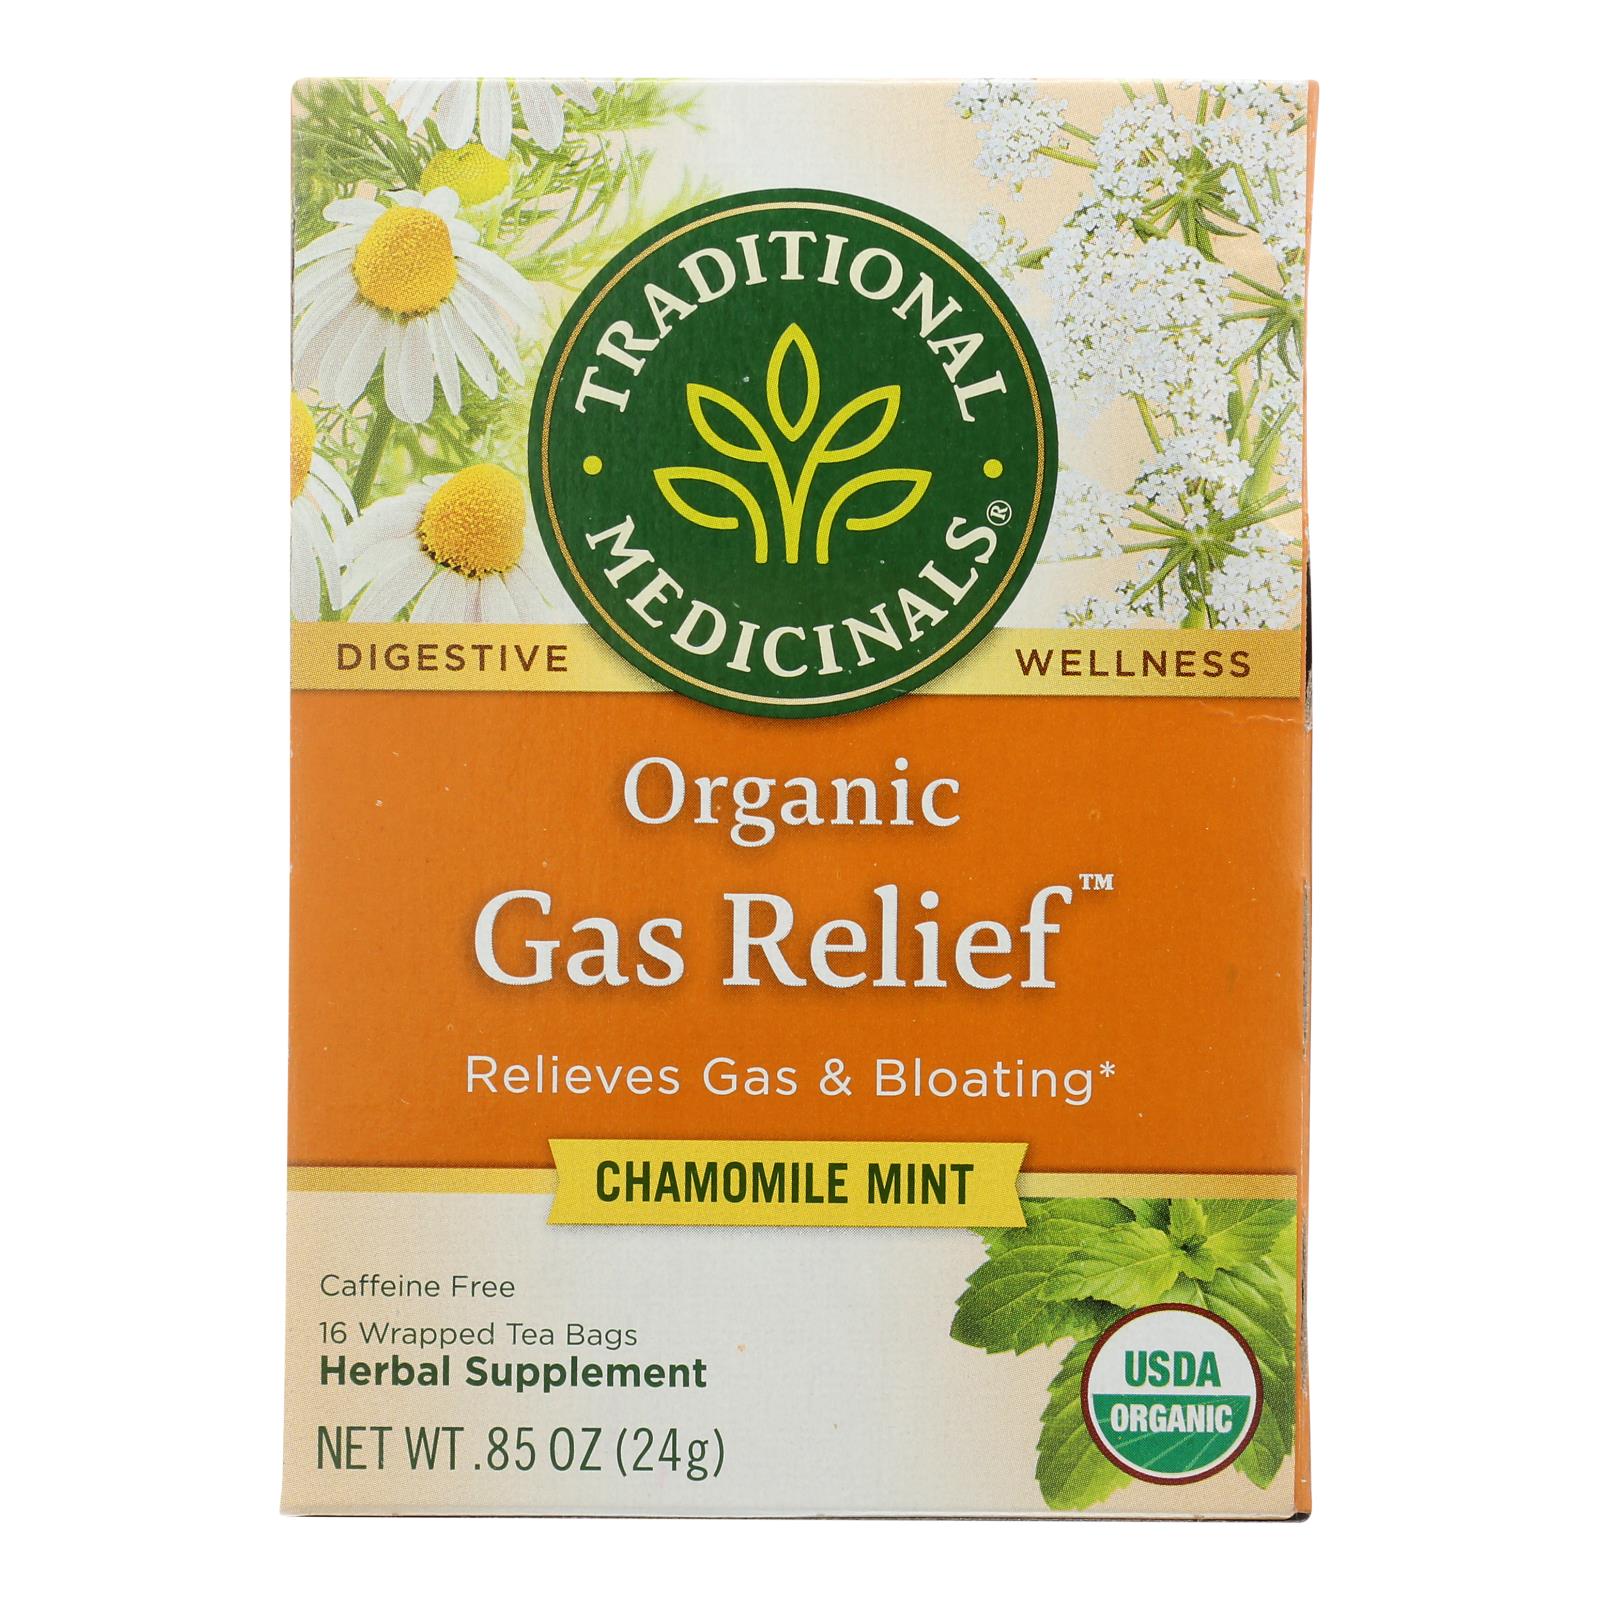 TRADITIONAL
MEDICINALS®
DIGESTIVE WELLNESS
Organic
Gas Relief™
Relieves Gas & Bloating*
CHAMOMILE MINT
Caffeine Free
16 Wrapped Tea Bags
Herbal Supplement
NET WT .85 OZ (24g)
USDA
ORGANIC